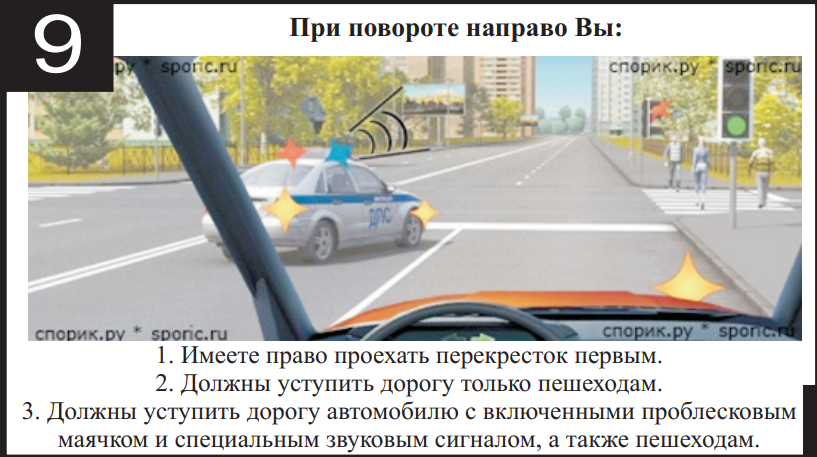 9
При повороте направо Вы:
ру * sporic.ru
спорик.ру * sporic.ru
ДПС
спорик.ру * sporic.ru
спорик.ру * sporic.ru
1. Имеете право проехать перекресток первым.
2. Должны уступить дорогу только пешеходам.
3. Должны уступить дорогу автомобилю с включенными проблесковым
маячком и специальным звуковым сигналом, а также пешеходам.